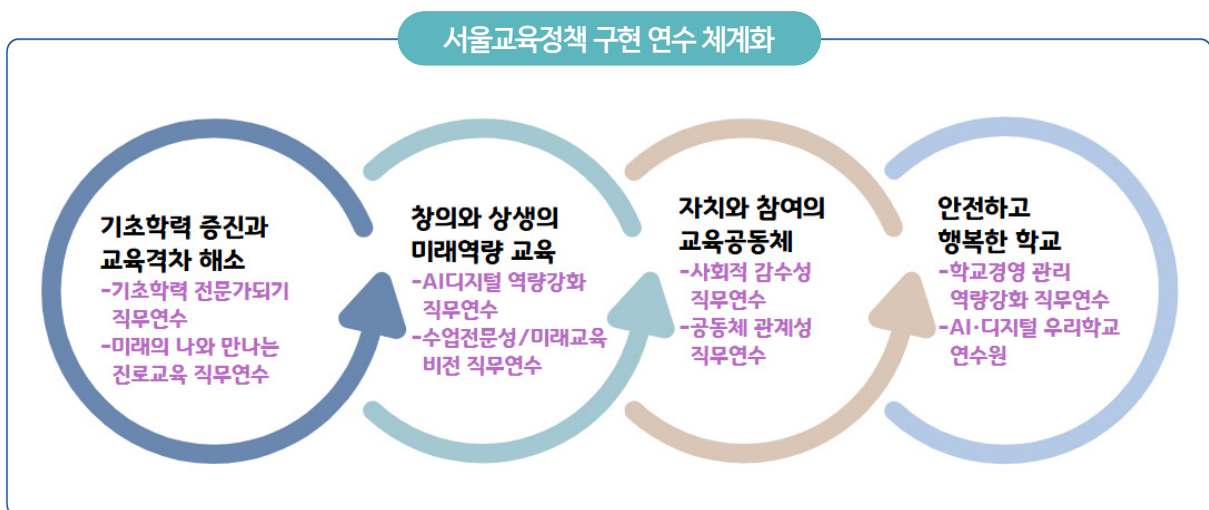 서울교육정책 구현 연수 체계화
기초학력 증진과
교육격차 해소
-기초학력 전문가되기
직무연수
-미래의 나와 만나는
진로교육 직무연수
창의와 상생의
미래역량 교육
-AI디지털 역량강화
직무연수
-수업전문성/미래교육
비전 직무연수
자치와 참여의
교육공동체
-사회적 감수성
직무연수
-공동체 관계성
직무연수
안전하고
행복한 학교
-학교경영 관리
역량강화 직무연수
-AI·디지털 우리학교
연수원